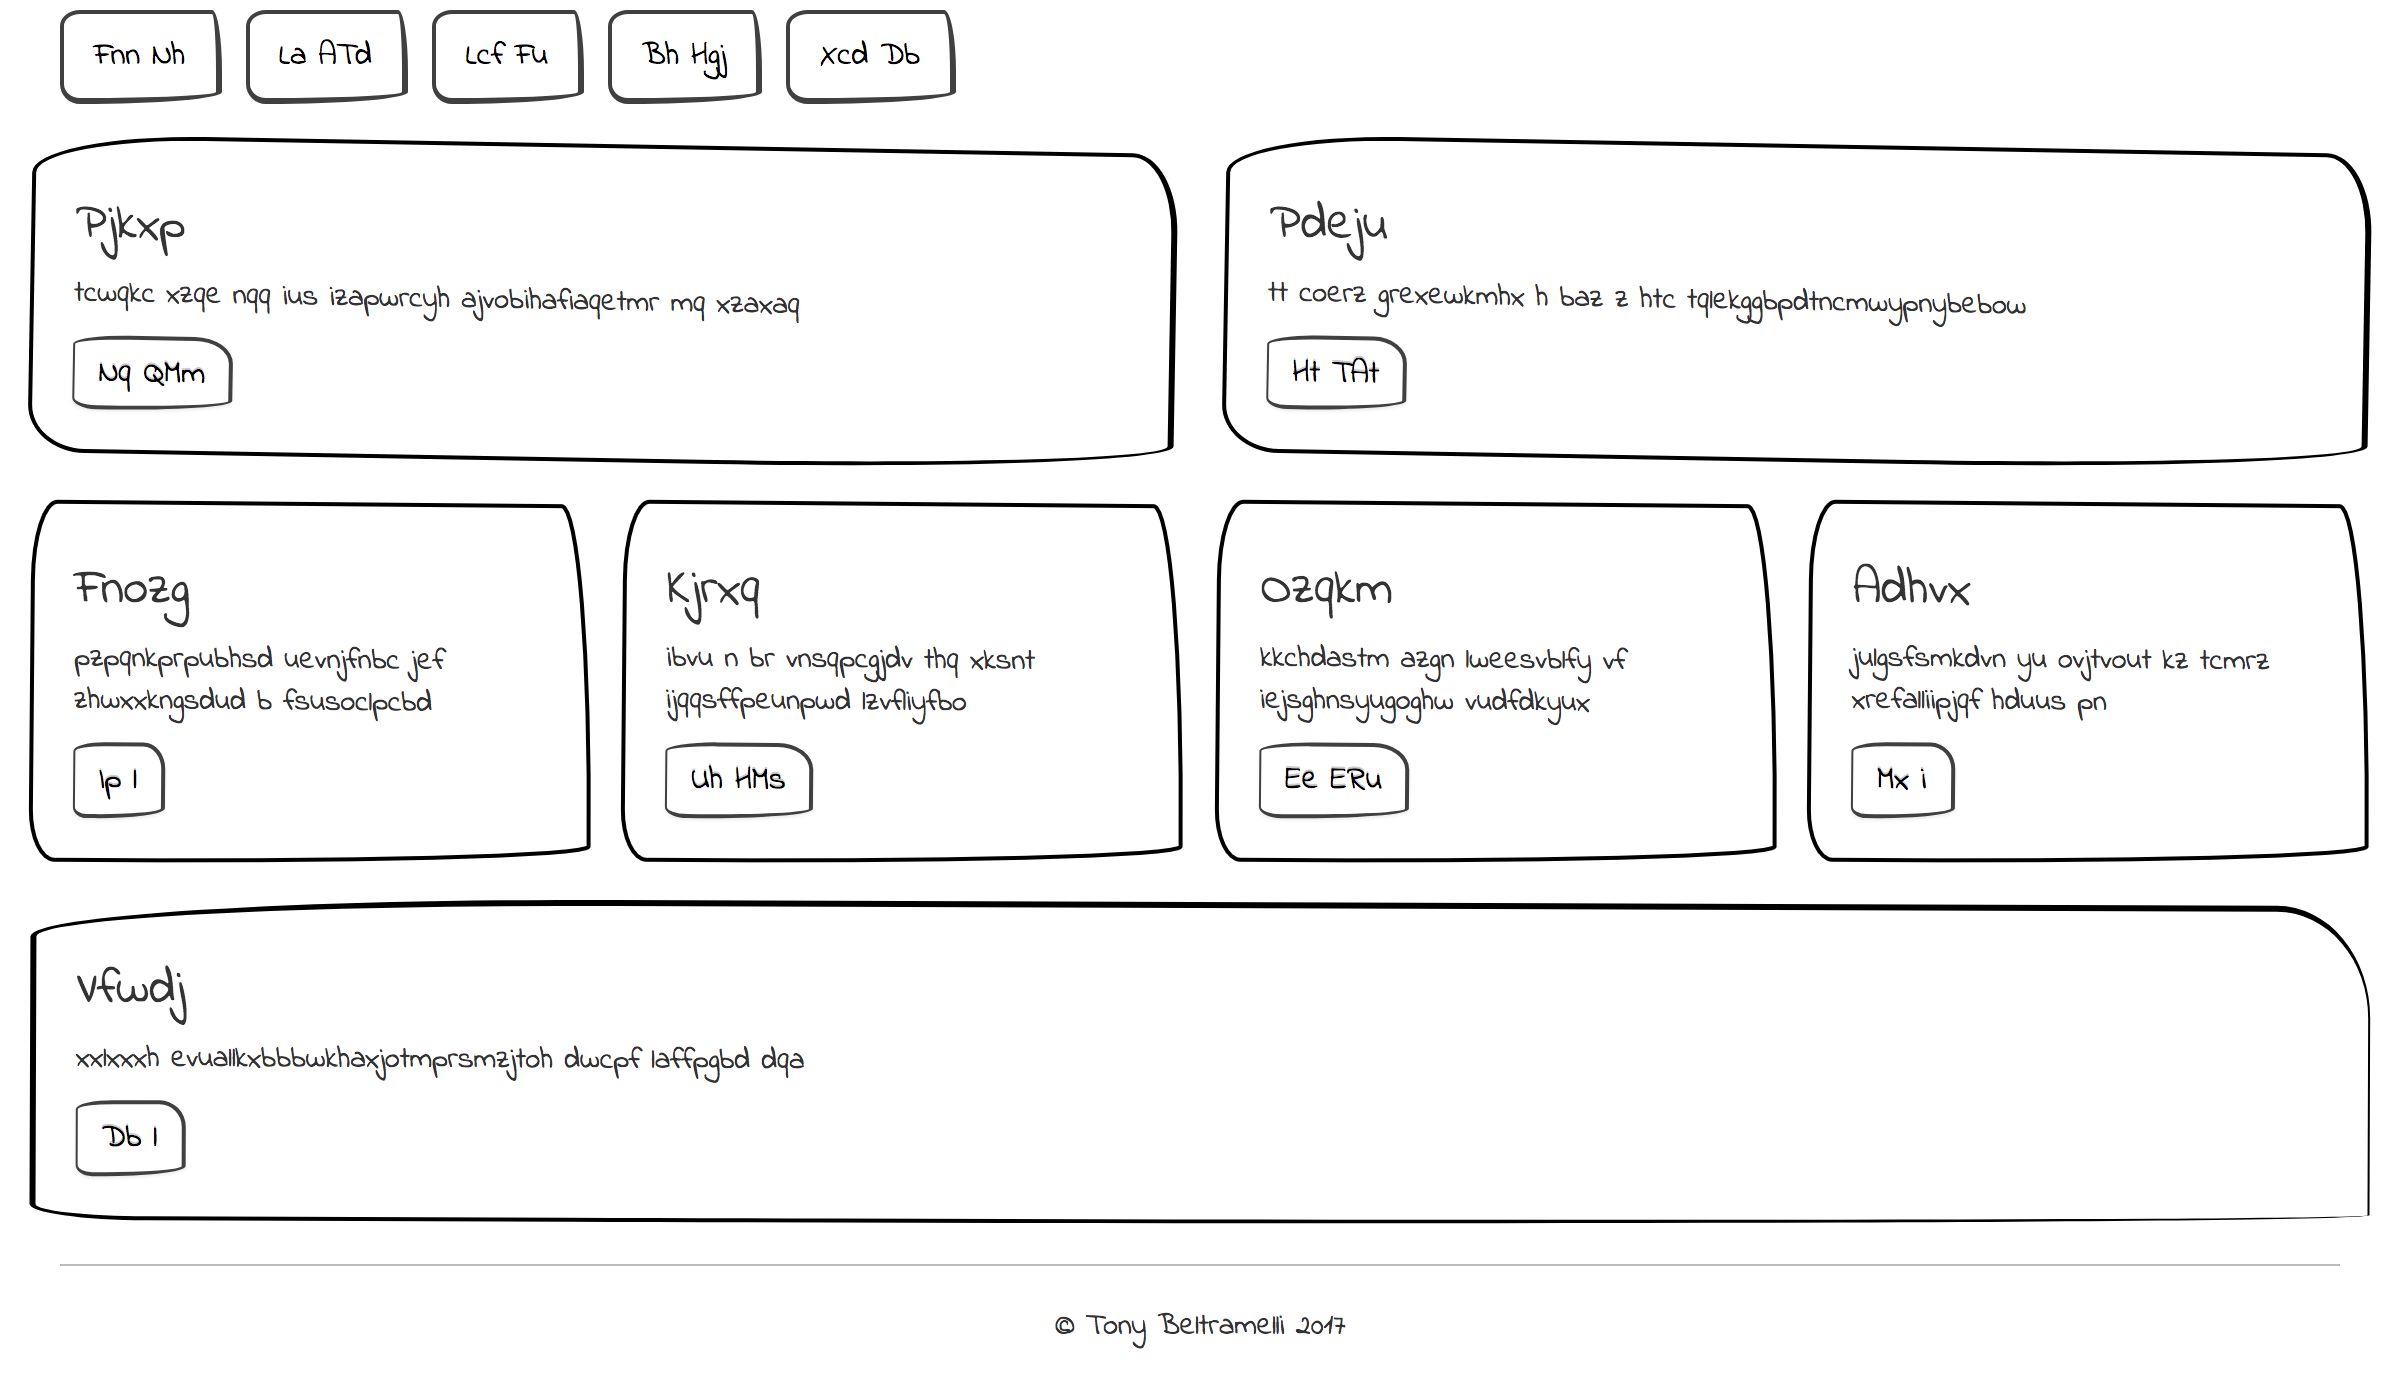 Fnn Nh
La ATd
Lcf Fu
Bh Hgj
Xcd Db
Pjkxp
tcwqkc xzqe nqq ius izapwrcyh ajvobihafiaqetmr mq xzaxaq
Nq QMm
Pdeju
tt coerz grexewkmhx h baz z htc tqlekggbpdtncmwypnybebow
Ht TAt
Fnozg
pzpqnkprpubhsd uevnjfnbc jef
zhwxxkngsdud b fsusoclpcbd
Ip I
Kjrxq
ibvu n br vnsqpcgjdv thq xksnt
ijqqsffpeunpwd lzvfliyfbo
Uh HMs
Ozqkm
kkchdastm azgn lweesvblfy vf
iejsghnsyugoghw vudfdkyux
Ee ERu
Adhvx
julgsfsmkdvn yu ovjtvout kz tcmrz
xrefalliipjqf hduus pn
Mx i
Vfwdj
xxlxxxh evuallkxbbbwkhaxjotmprsmzjtoh dwcpf laffpgbd dqa
Db l
© Tony Beltramelli 2017